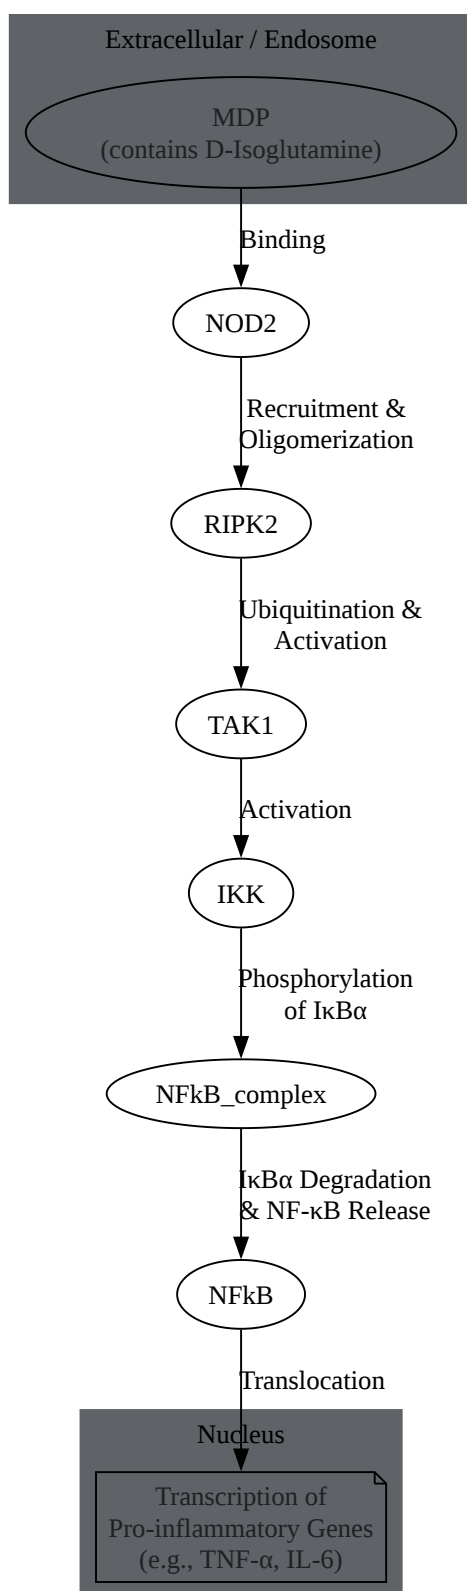 Extracellular / Endosome
MDP
(contains D-Isoglutamine)
Binding
NOD2
Recruitment &
Oligomerization
RIPK2
Ubiquitination &
Activation
TAK1
Activation
IKK
Phosphorylation
of IκBα
NFkB_complex
IκBα Degradation
& NF-κB Release
NFkB
Translocation
Nucleus
Transcription of
Pro-inflammatory Genes
(e.g., TNF-α, IL-6)